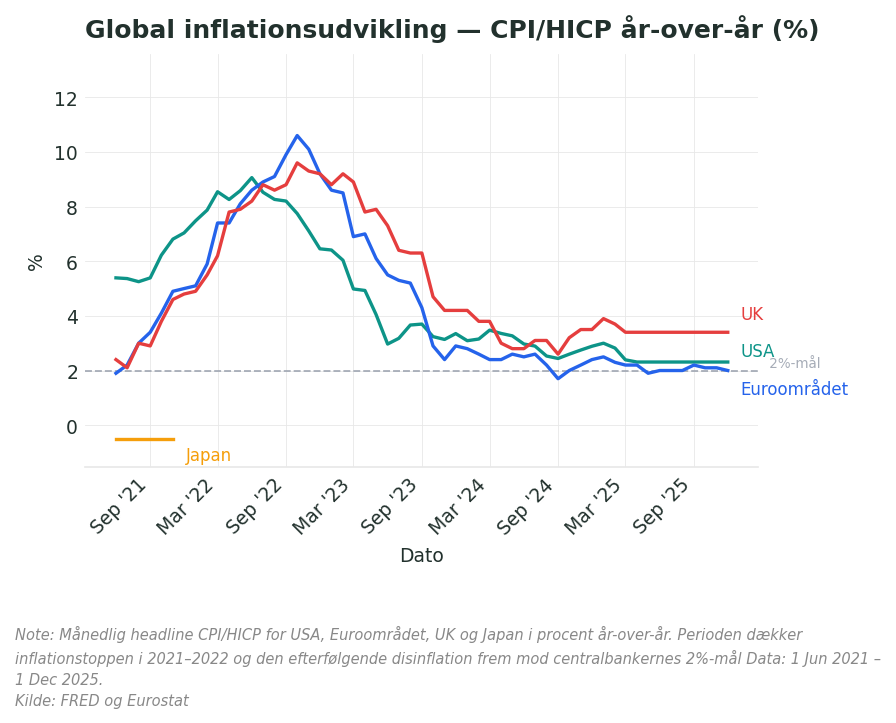 Global inflationsudvikling — CPI/HICP år-over-år (%)
%
12
10
8
6
4
2
0
UK
USA
2%-mål
Euroområdet
Japan
Sep '21
Mar '22
Sep '22
Mar '23
Sep '23
Mar '24
Sep '24
Mar '25
Sep '25
Dato
Note: Månedlig headline CPI/HICP for USA, Euroområdet, UK og Japan i procent år-over-år. Perioden dækker
inflationstoppen i 2021–2022 og den efterfølgende disinflation frem mod centralbankernes 2%-mål Data: 1 Jun 2021 –
1 Dec 2025.
Kilde: FRED og Eurostat